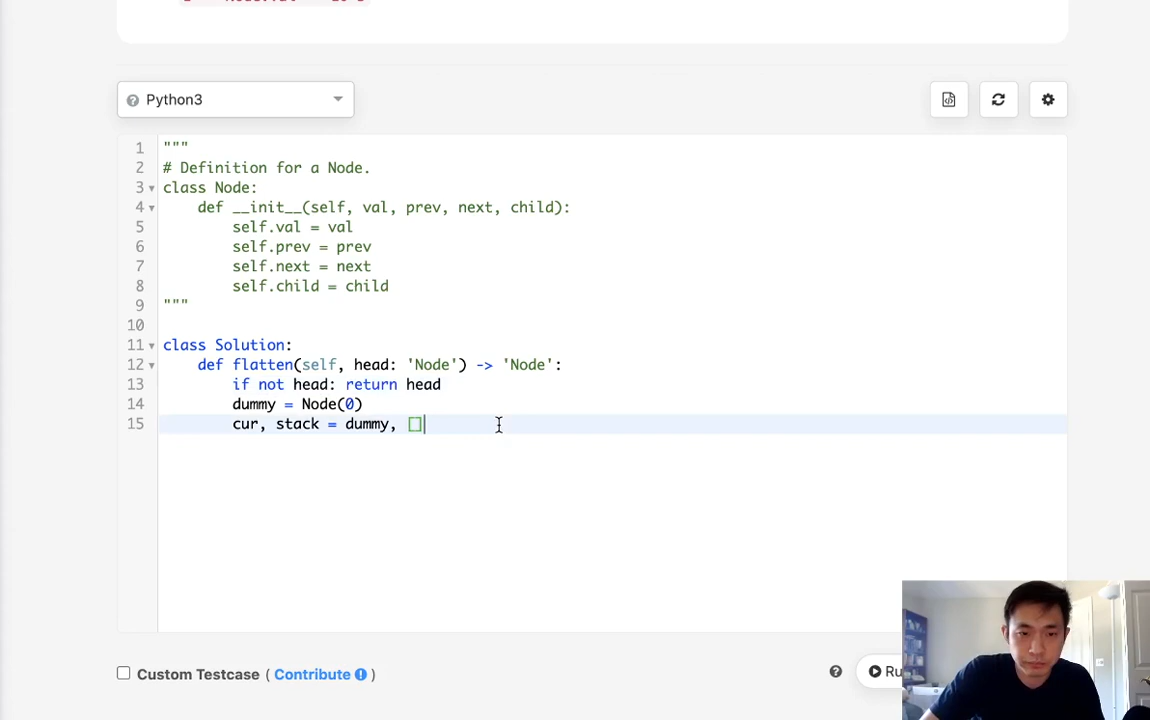 Python3
1 """
2 # Definition for a Node.
3 class Node:
4 def __init__(self, val, prev, next, child):
5 self.val = val
6 self.prev = prev
7 self.next = next
8 self.child = child
9 """
10
11 class Solution:
12 def flatten(self, head: 'Node') -> 'Node':
13 if not head: return head
14 dummy = Node(0)
15 cur, stack = dummy, []
Custom Testcase ( Contribute )
Ru